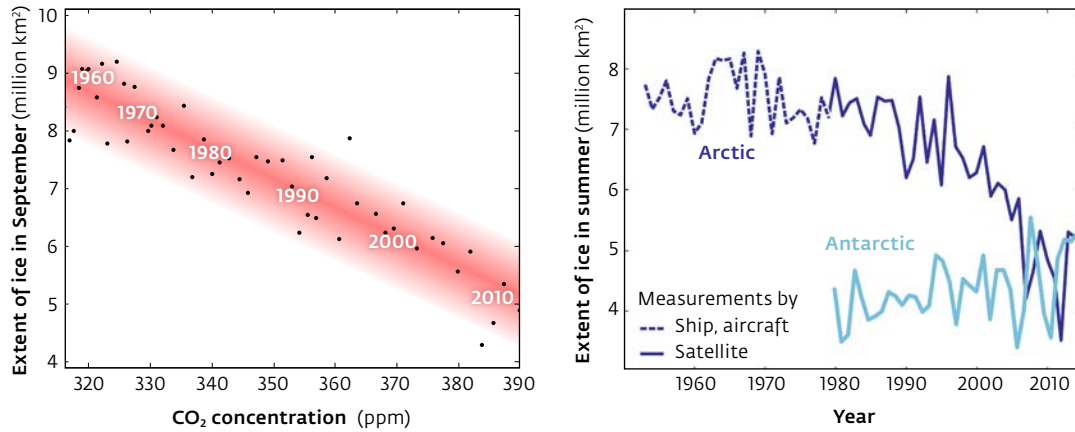 Extent of ice in September (million km²)
10
9
8
7
6
5
4
1960
1970
1980
1990
2000
2010
320 330 340 350 360 370 380 390
CO₂ concentration (ppm)
Extent of ice in summer (million km²)
8
6
5
4
Arctic
Antarctic
Measurements by
Ship, aircraft
Satellite
1960 1970 1980 1990 2000 2010
Year